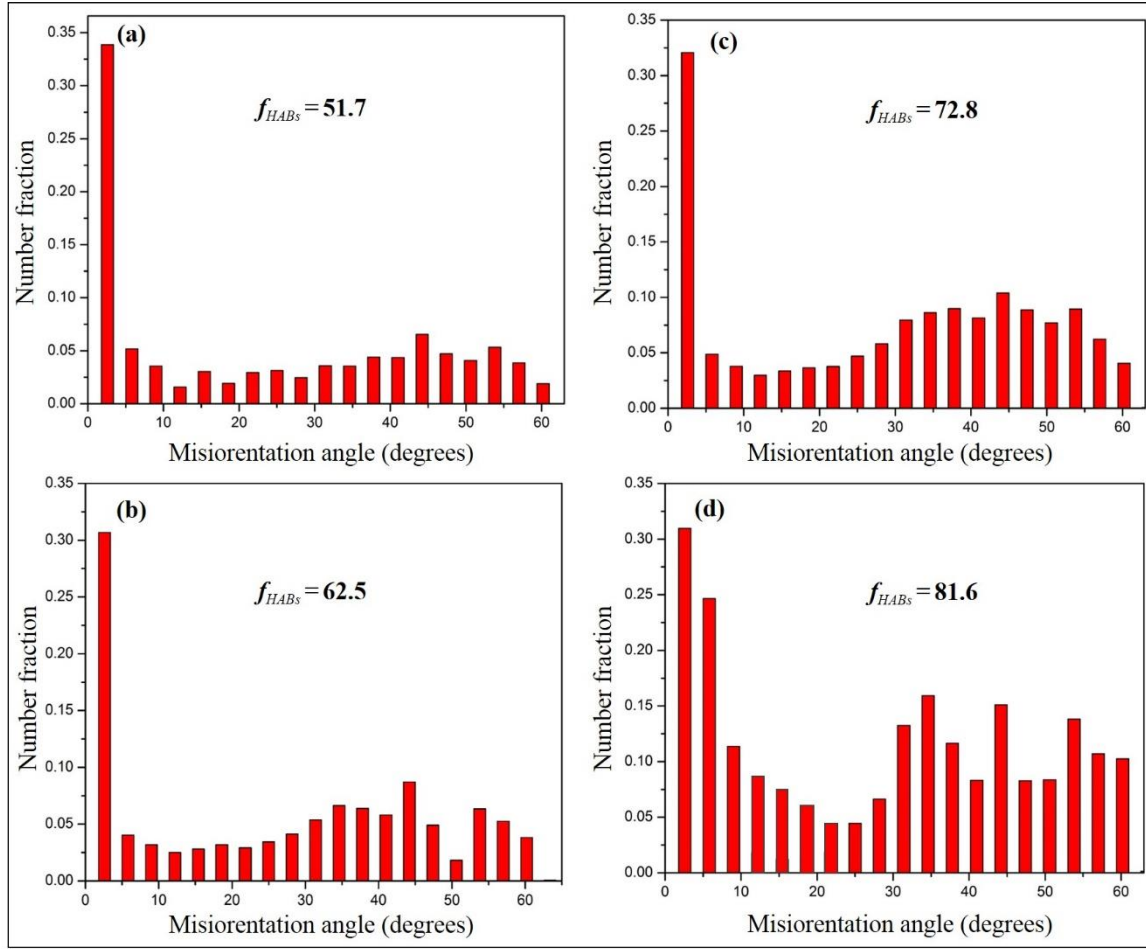 (a)
f_HABs = 51.7
Number fraction
0.35
0.30
0.25
0.20
0.15
0.10
0.05
0.00
0 10 20 30 40 50 60
Misiorentation angle (degrees)
(c)
f_HABs = 72.8
Number fraction
0.35
0.30
0.25
0.20
0.15
0.10
0.05
0.00
0 10 20 30 40 50 60
Misiorentation angle (degrees)
(b)
f_HABs = 62.5
Number fraction
0.35
0.30
0.25
0.20
0.15
0.10
0.05
0.00
0 10 20 30 40 50 60
Misiorentation angle (degrees)
(d)
f_HABs = 81.6
Number fraction
0.35
0.30
0.25
0.20
0.15
0.10
0.05
0.00
0 10 20 30 40 50 60
Misiorentation angle (degrees)